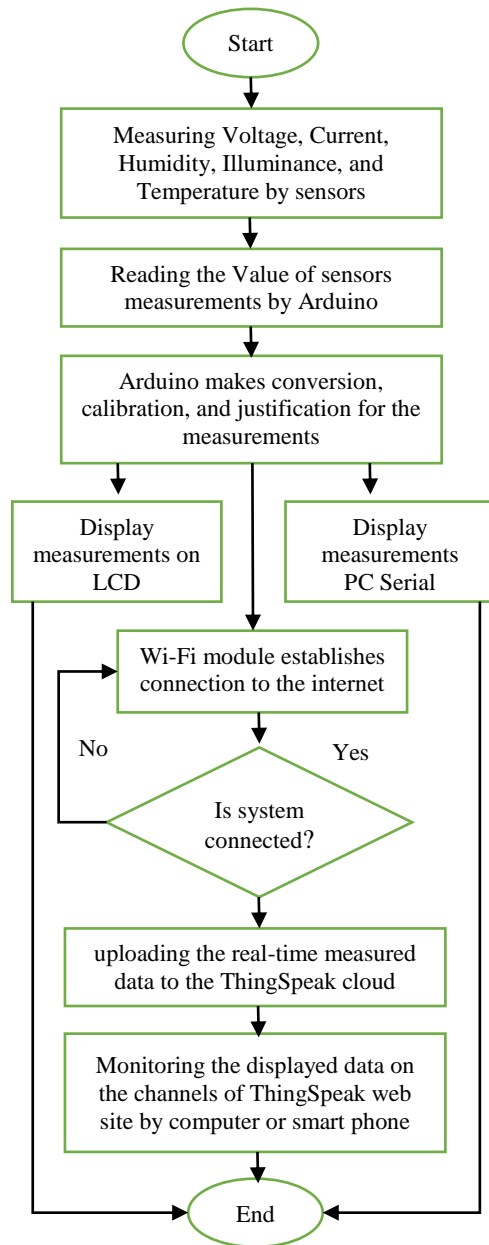 Start
Measuring Voltage, Current,
Humidity, Illuminance, and
Temperature by sensors
Reading the Value of sensors
measurements by Arduino
Arduino makes conversion,
calibration, and justification for the
measurements
Display
measurements on
LCD
Display
measurements
PC Serial
Wi-Fi module establishes
connection to the internet
No
Yes
Is system
connected?
uploading the real-time measured
data to the ThingSpeak cloud
Monitoring the displayed data on
the channels of ThingSpeak web
site by computer or smart phone
End